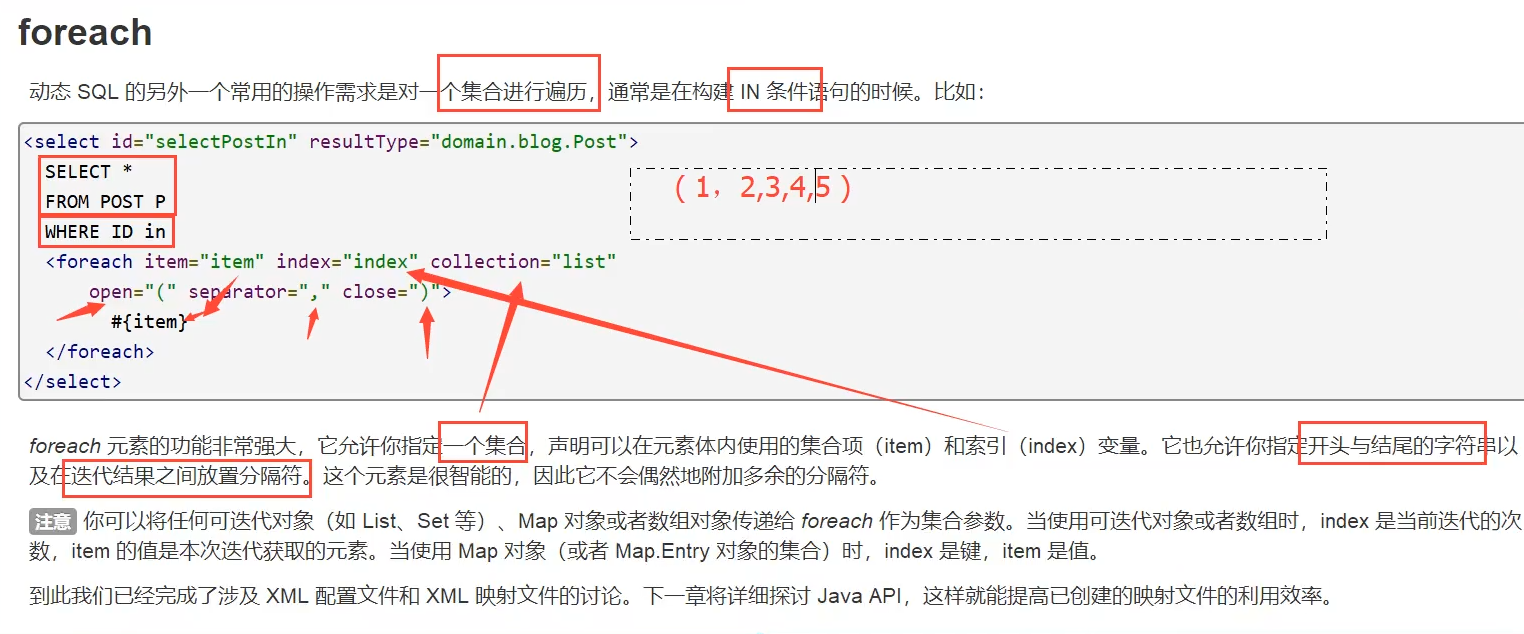 foreach
动态 SQL 的另外一个常用的操作需求是对一个集合进行遍历，通常是在构建 IN 条件语句的时候。比如：
<select id="selectPostIn" resultType="domain.blog.Post">
SELECT *
（1，2,3,4,5）
FROM POST P
WHERE ID in
<foreach item="item" index="index" collection="list"
open="(" separator="," close=")">
#{item}
</foreach>
</select>
foreach 元素的功能非常强大，它允许你指定一个集合，声明可以在元素体内使用的集合项（item）和索引（index）变量。它也允许你指定开头与结尾的字符串以
及在迭代结果之间放置分隔符。这个元素是很智能的，因此它不会偶然地附加多余的分隔符。
注意 你可以将任何可迭代对象（如 List、Set 等）、Map 对象或者数组对象传递给 foreach 作为集合参数。当使用可迭代对象或者数组时，index 是当前迭代的次
数，item 的值是本次迭代获取的元素。当使用 Map 对象（或者 Map.Entry 对象的集合）时，index 是键，item 是值。
到此我们已经完成了涉及 XML 配置文件和 XML 映射文件的讨论。下一章将详细探讨 Java API，这样就能提高已创建的映射文件的利用效率。